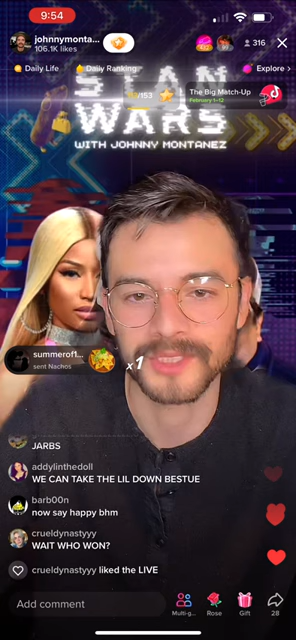 9:54
johnnymonta...
106.1K likes
316
Daily Life
Daily Ranking
Explore >
STAN
/153
The Big Match-Up
February 1-12
WARS
WITH JOHNNY MONTANEZ
summerof1...
sent Nachos
x1
JARBS
addylinthedoll
WE CAN TAKE THE LIL DOWN BESTUE
barb00n
now say happy bhm
crueldynastyyy
WAIT WHO WON?
crueldynastyyy liked the LIVE
Add comment
Multi-g...
Rose
Gift
28